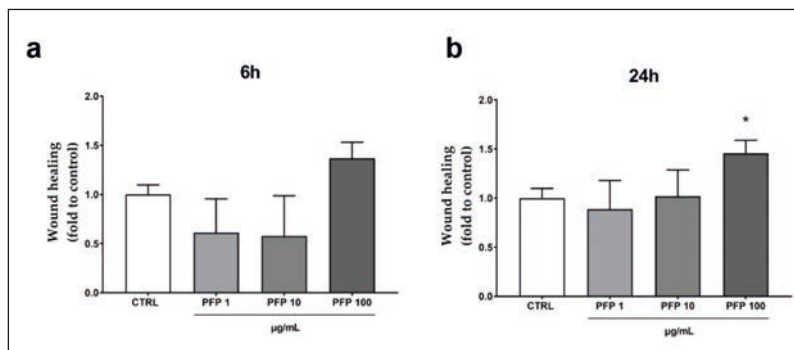 a
6h
Wound healing
(fold to control)
2.0
1.5
1.0
0.5
0.0
CTRL PFP 1 PFP 10 PFP 100
µg/mL
b
24h
Wound healing
(fold to control)
2.0
1.5
1.0
0.5
0.0
*
CTRL PFP 1 PFP 10 PFP 100
µg/mL